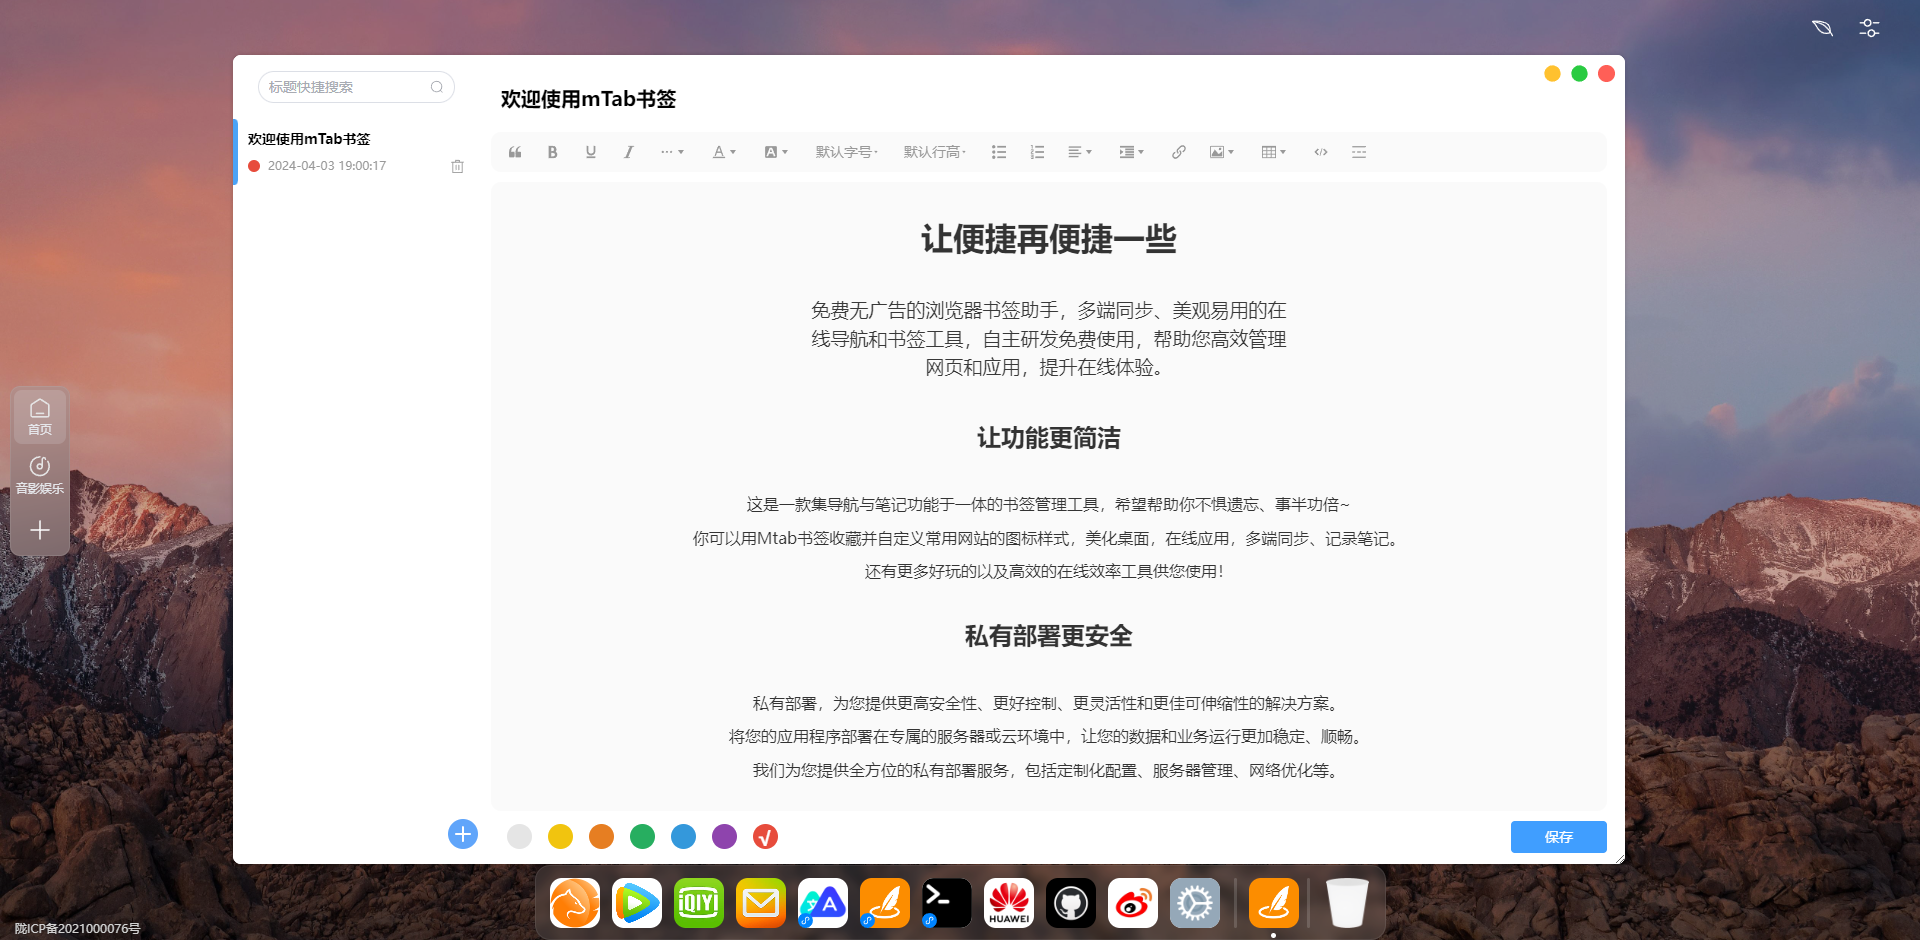 标题快捷搜索
欢迎使用mTab书签
欢迎使用mTab书签
2024-04-03 19:00:17
默认字号
默认行高
让便捷再便捷一些
免费无广告的浏览器书签助手，多端同步、美观易用的在
线导航和书签工具，自主研发免费使用，帮助您高效管理
网页和应用，提升在线体验。
让功能更简洁
这是一款集导航与笔记功能于一体的书签管理工具，希望帮助你不惧遗忘、事半功倍~
你可以用Mtab书签收藏并自定义常用网站的图标样式，美化桌面，在线应用，多端同步、记录笔记。
还有更多好玩的以及高效的在线效率工具供您使用！
私有部署更安全
私有部署，为您提供更高安全性、更好控制、更灵活性和更佳可伸缩性的解决方案。
将您的应用程序部署在专属的服务器或云环境中，让您的数据和业务运行更加稳定、顺畅。
我们为您提供全方位的私有部署服务，包括定制化配置、服务器管理、网络优化等。
首页
音影娱乐
保存
iQIYI
HUAWEI
陇ICP备2021000076号